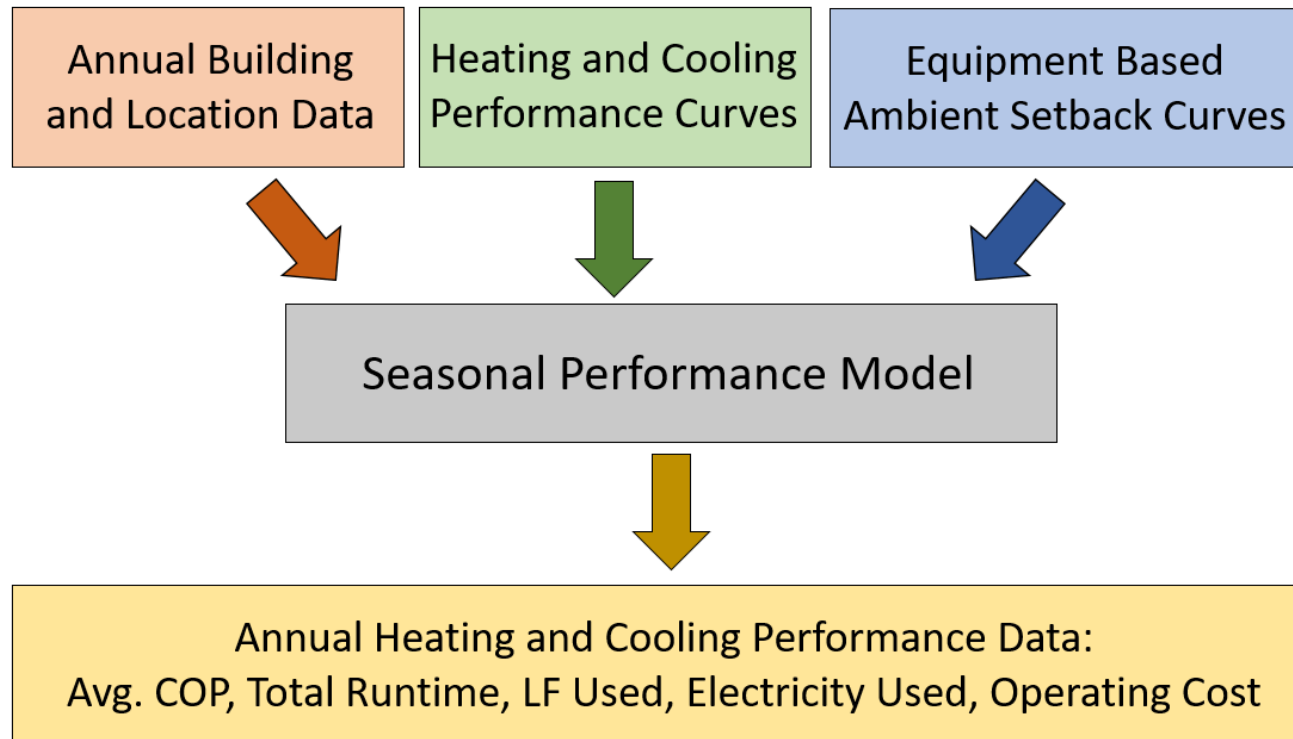 Annual Building
and Location Data
Heating and Cooling
Performance Curves
Equipment Based
Ambient Setback Curves
Seasonal Performance Model
Annual Heating and Cooling Performance Data:
Avg. COP, Total Runtime, LF Used, Electricity Used, Operating Cost